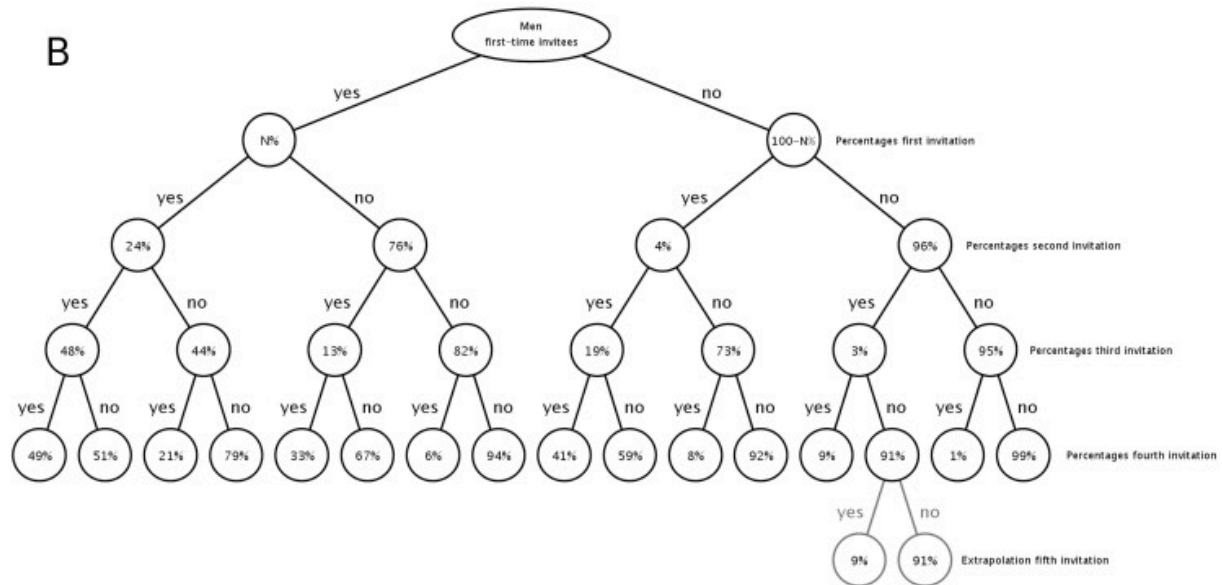 B
Men
first-time invitees
yes
no
N%
100-N%
Percentages first invitation
yes
no
yes
no
24%
76%
4%
96%
Percentages second invitation
yes
no
yes
no
yes
no
yes
no
48%
44%
13%
82%
19%
73%
3%
95%
Percentages third invitation
yes
no
yes
no
yes
no
yes
no
yes
no
yes
no
yes
no
yes
no
49%
51%
21%
79%
33%
67%
6%
94%
41%
59%
8%
92%
9%
91%
1%
99%
Percentages fourth invitation
yes
no
9%
91%
Extrapolation fifth invitation